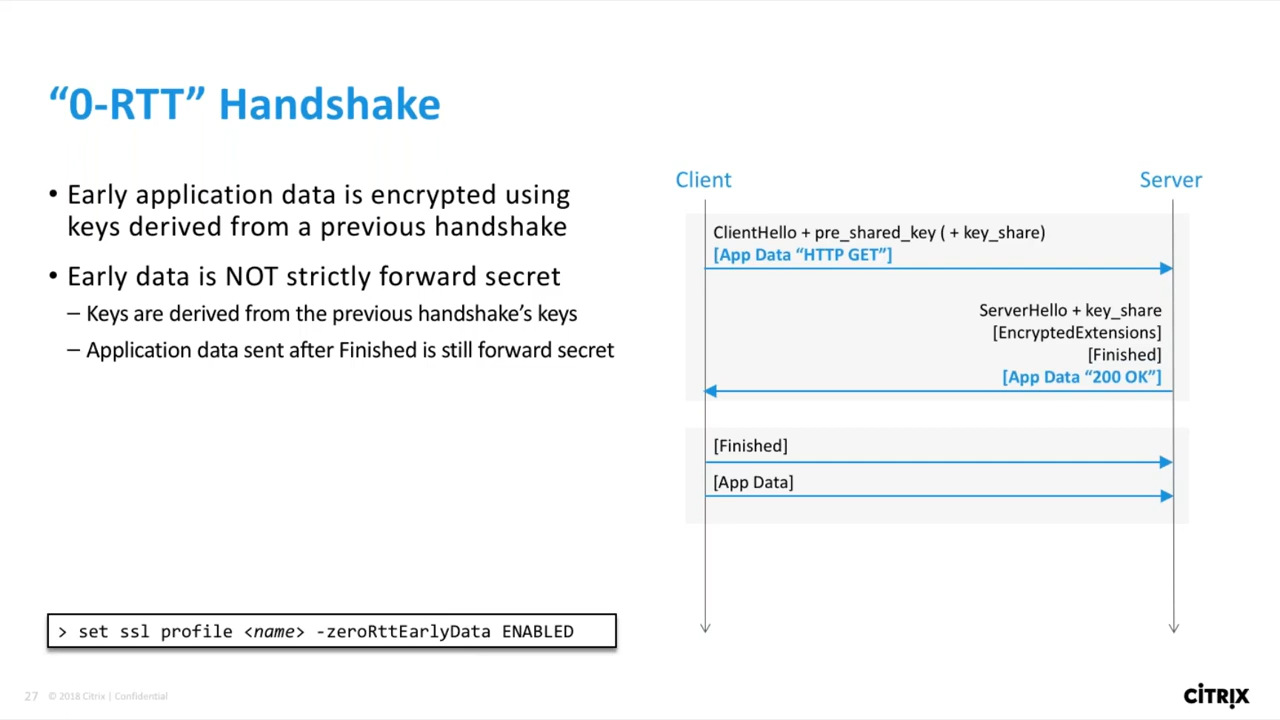 “0-RTT” Handshake
• Early application data is encrypted using
keys derived from a previous handshake
• Early data is NOT strictly forward secret
– Keys are derived from the previous handshake’s keys
– Application data sent after Finished is still forward secret
> set ssl profile <name> -zeroRttEarlyData ENABLED
Client
Server
ClientHello + pre_shared_key ( + key_share)
[App Data “HTTP GET”]
ServerHello + key_share
[EncryptedExtensions]
[Finished]
[App Data “200 OK”]
[Finished]
[App Data]
27 © 2018 Citrix | Confidential
CITRIX